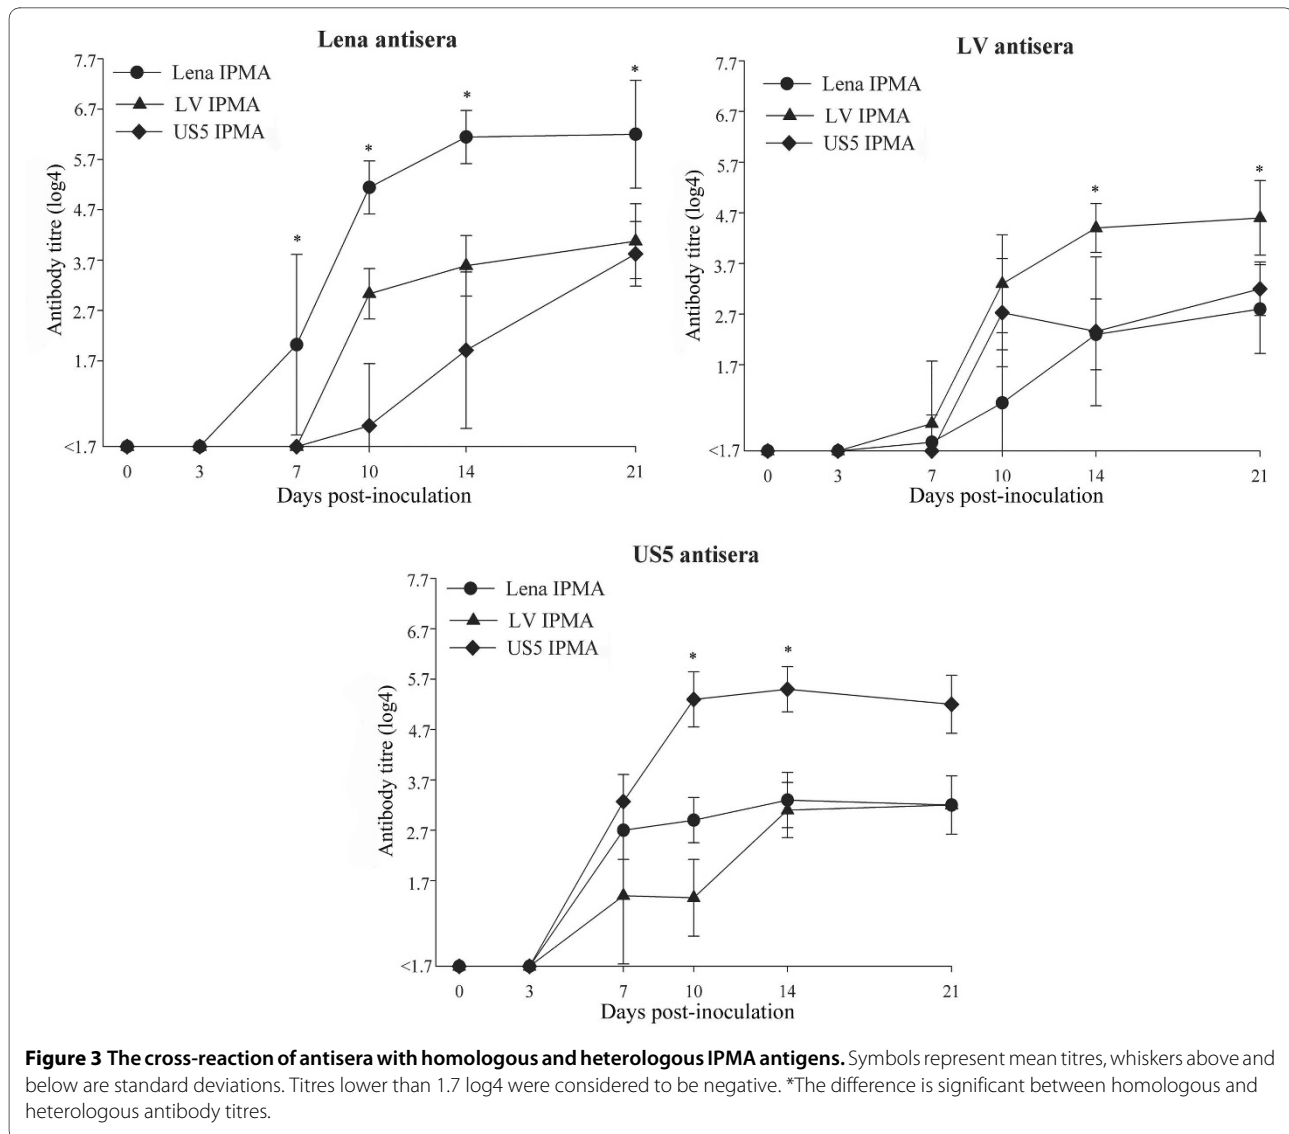 Lena antisera
7.7
6.7
5.7
4.7
3.7
2.7
1.7
<1.7
Antibody titre (log4)
Lena IPMA
LV IPMA
US5 IPMA
*
*
*
*
0 3 7 10 14 21
Days post-inoculation
LV antisera
7.7
6.7
5.7
4.7
3.7
2.7
1.7
<1.7
Antibody titre (log4)
Lena IPMA
LV IPMA
US5 IPMA
*
*
0 3 7 10 14 21
Days post-inoculation
US5 antisera
7.7
6.7
5.7
4.7
3.7
2.7
1.7
<1.7
Antibody titre (log4)
Lena IPMA
LV IPMA
US5 IPMA
*
*
0 3 7 10 14 21
Days post-inoculation
Figure 3 The cross-reaction of antisera with homologous and heterologous IPMA antigens. Symbols represent mean titres, whiskers above and
below are standard deviations. Titres lower than 1.7 log4 were considered to be negative. *The difference is significant between homologous and
heterologous antibody titres.